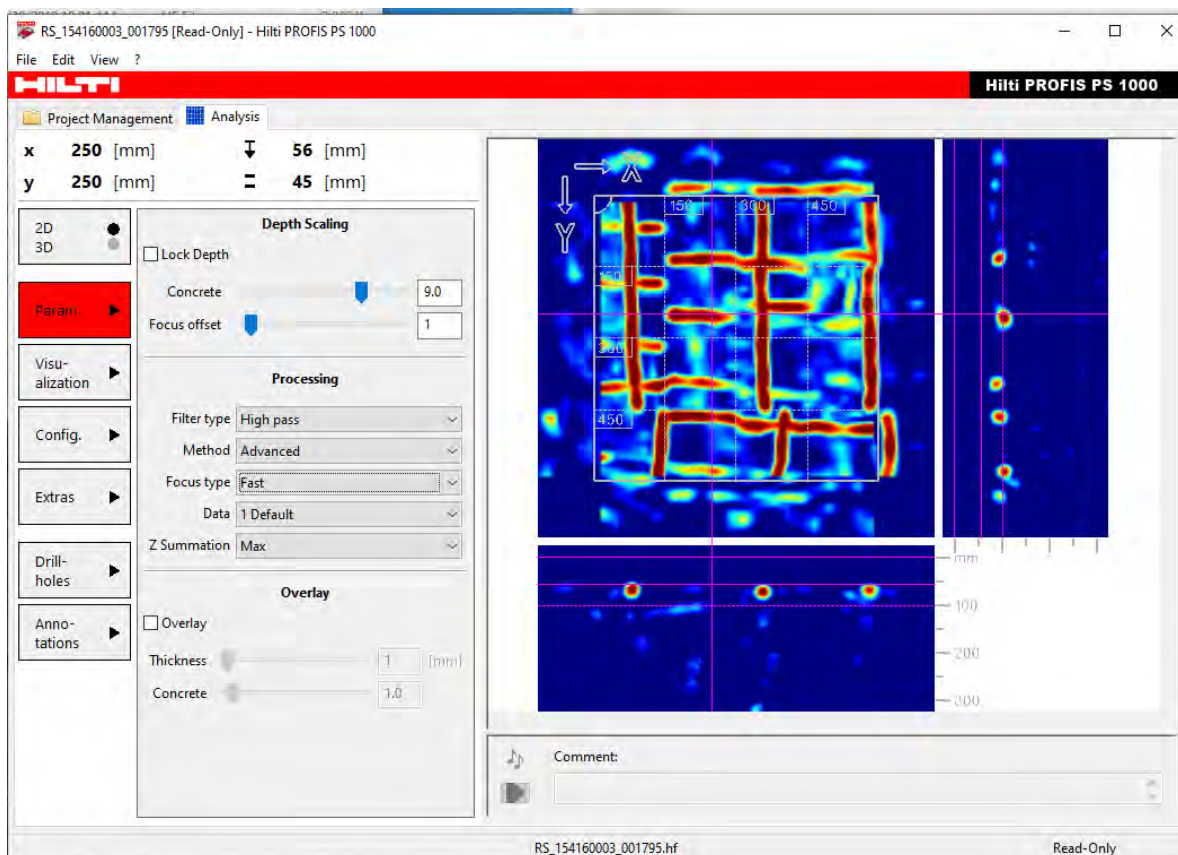 RS_154160003_001795 [Read-Only] - Hilti PROFIS PS 1000
File Edit View ?
HILTI
Hilti PROFIS PS 1000
Project Management Analysis
x 250 [mm] 56 [mm]
y 250 [mm] 45 [mm]
2D
3D
Param.
Visu-
alization
Config.
Extras
Drill-
holes
Anno-
tations
Depth Scaling
Lock Depth
Concrete 9.0
Focus offset 1
Processing
Filter type High pass
Method Advanced
Focus type Fast
Data 1 Default
Z Summation Max
Overlay
Overlay
Thickness 1 [mm]
Concrete 1.0
X
Y
150 300 450
150
300
450
mm
100
200
300
Comment:
RS_154160003_001795.hf
Read-Only